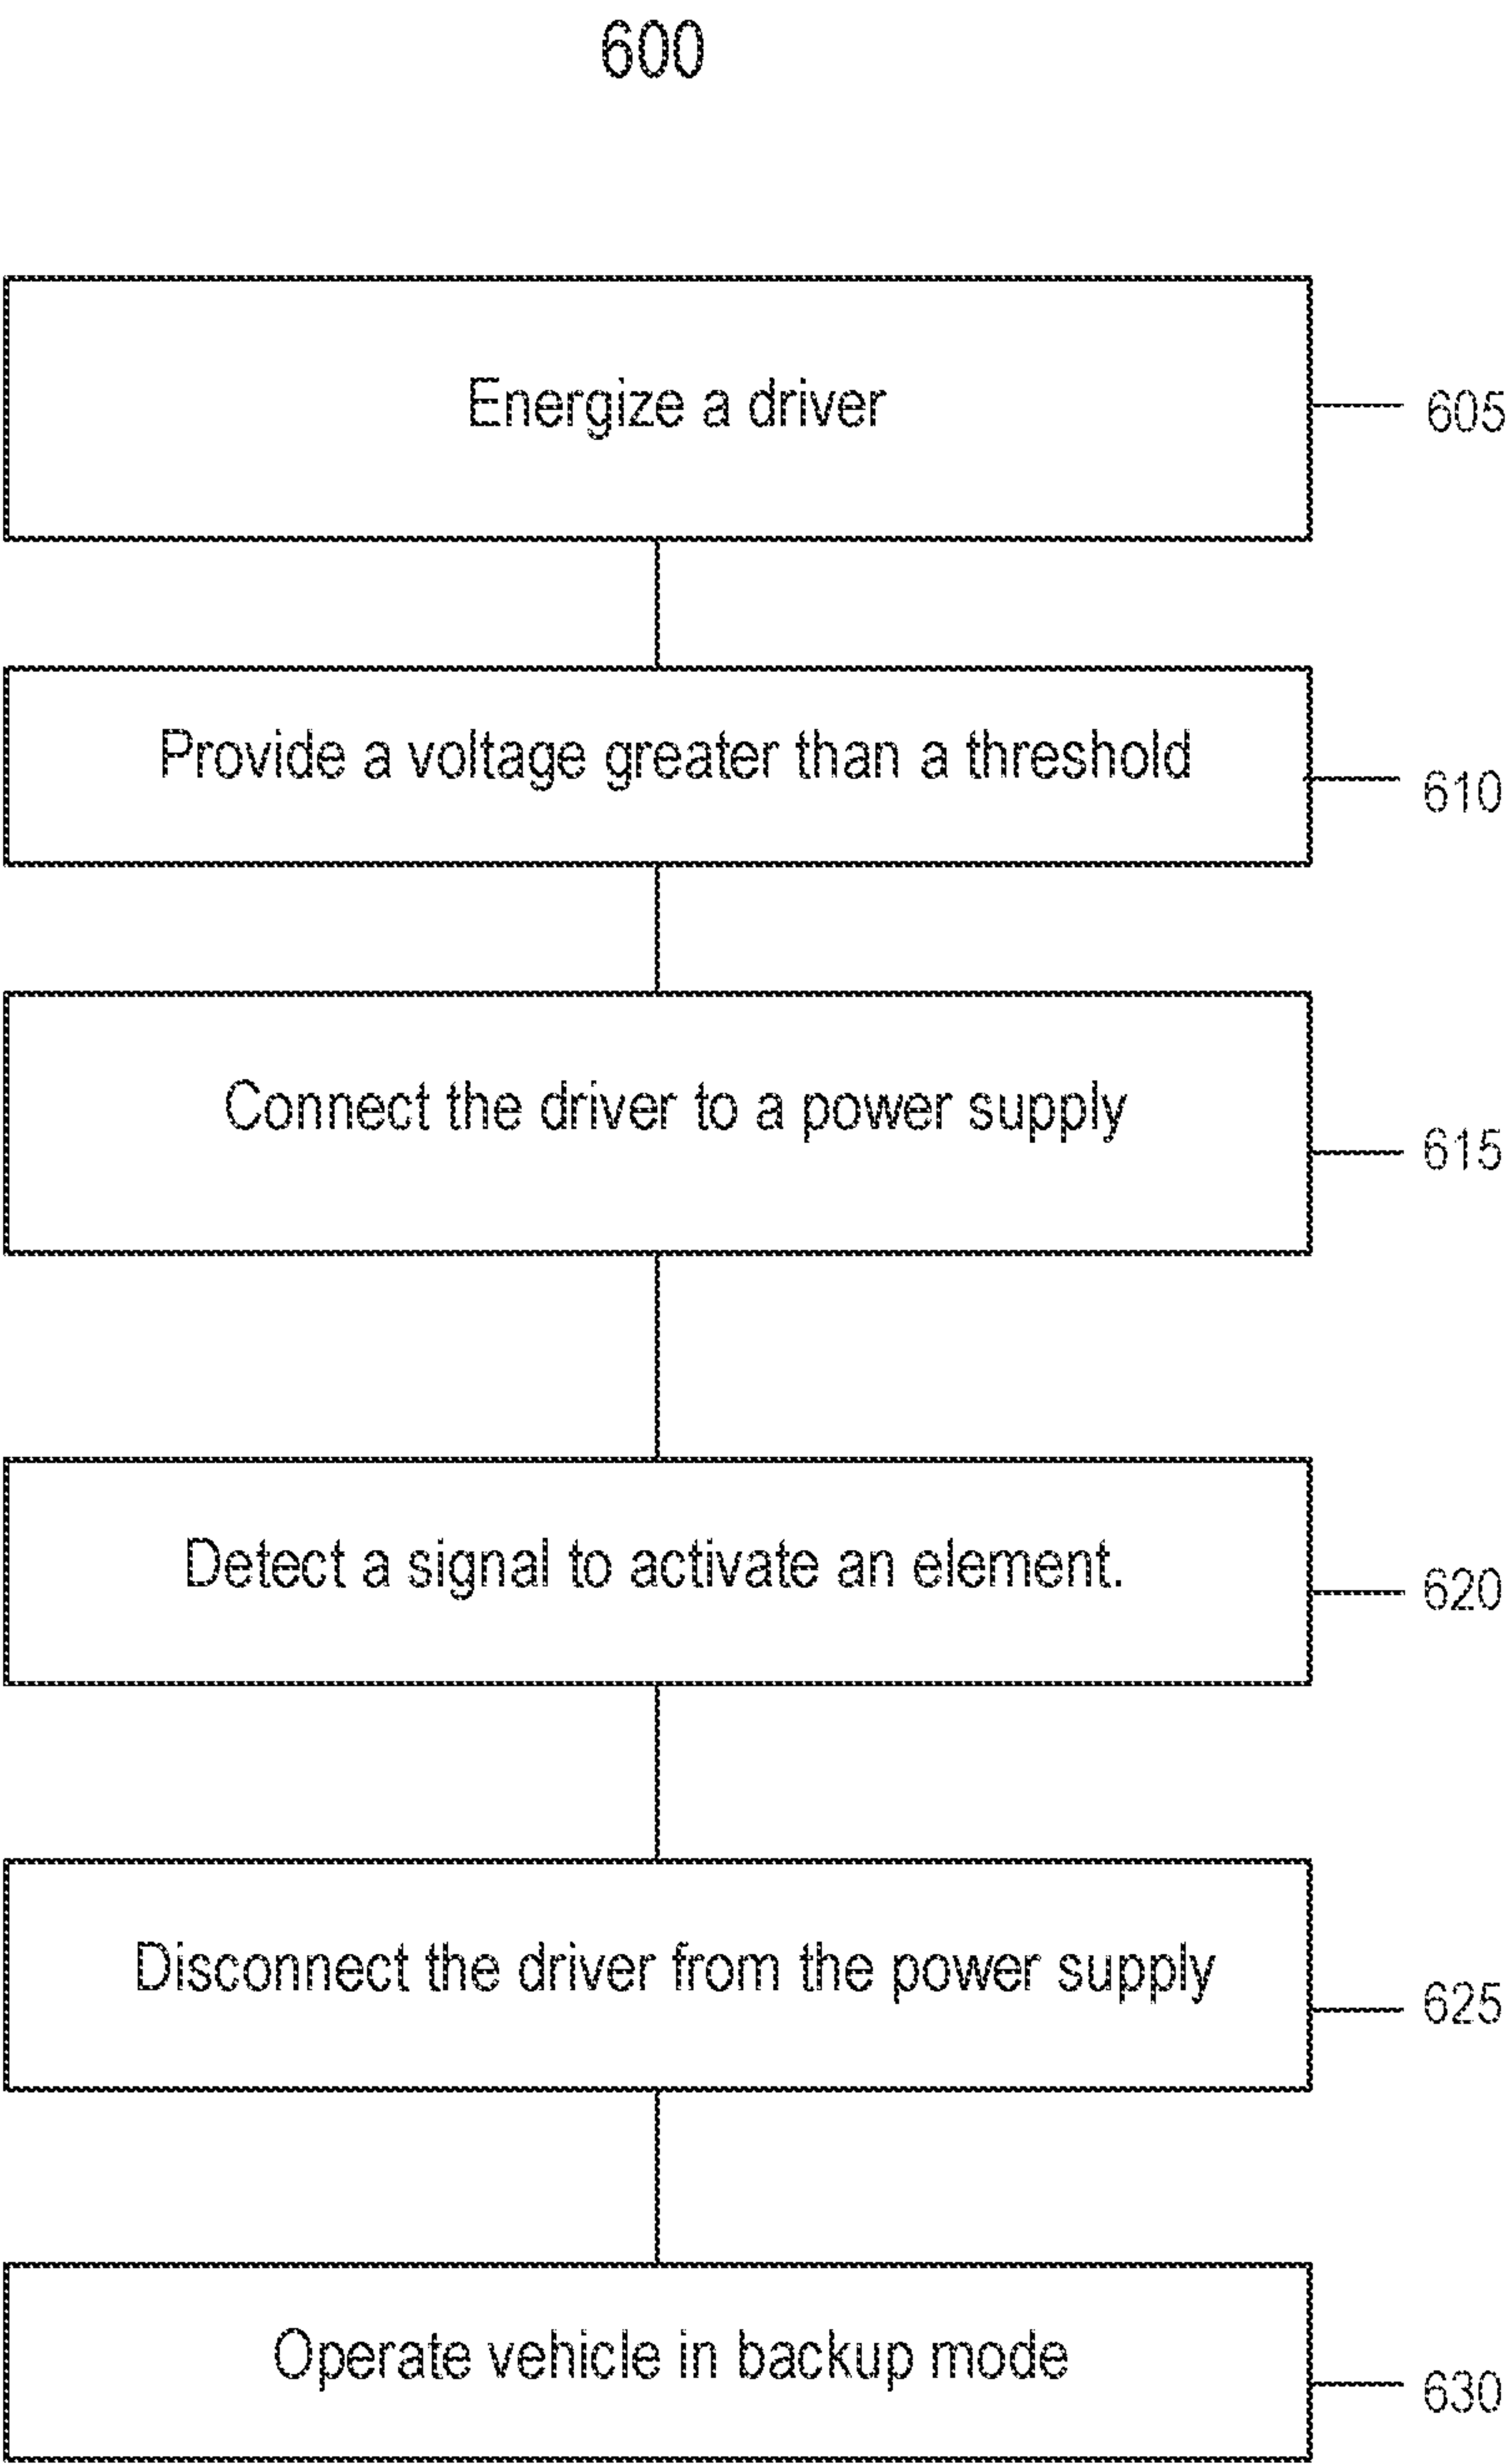 600
Energize a driver
605
Provide a voltage greater than a threshold
610
Connect the driver to a power supply
615
Detect a signal to activate an element.
620
Disconnect the driver from the power supply
625
Operate vehicle in backup mode
630